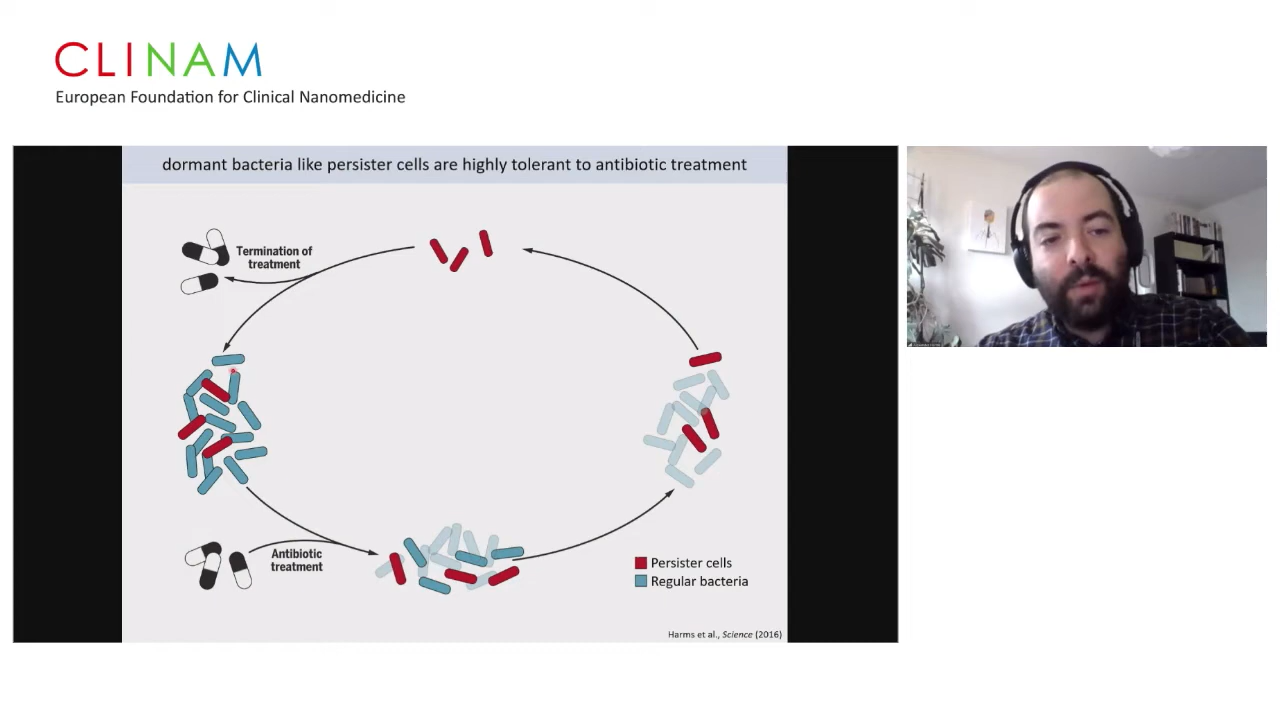 CLINAM
European Foundation for Clinical Nanomedicine
dormant bacteria like persister cells are highly tolerant to antibiotic treatment
Termination of
treatment
Antibiotic
treatment
Persister cells
Regular bacteria
Harms et al., Science (2016)